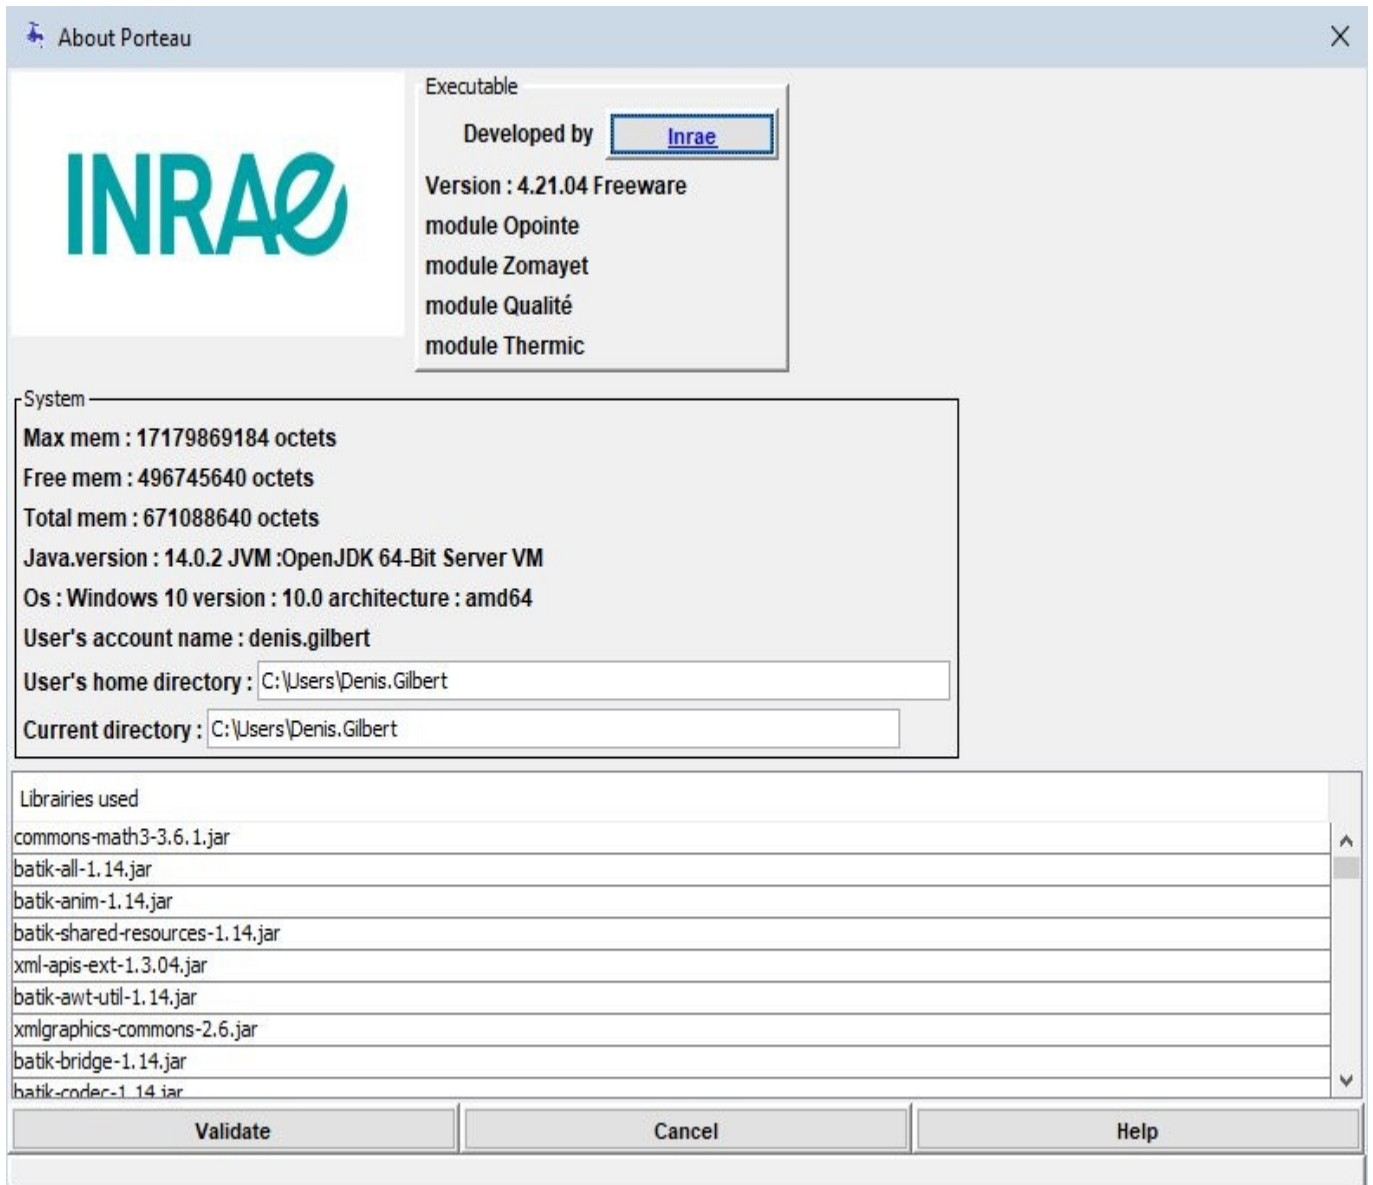 About Porteau
INRAE
Executable
Developed by Inrae
Version : 4.21.04 Freeware
module Opointe
module Zomayet
module Qualité
module Thermic
System
Max mem : 17179869184 octets
Free mem : 496745640 octets
Total mem : 671088640 octets
Java.version : 14.0.2 JVM :OpenJDK 64-Bit Server VM
Os : Windows 10 version : 10.0 architecture : amd64
User's account name : denis.gilbert
User's home directory : C:\Users\Denis.Gilbert
Current directory : C:\Users\Denis.Gilbert
Librairies used
commons-math3-3.6.1.jar
batik-all-1.14.jar
batik-anim-1.14.jar
batik-shared-resources-1.14.jar
xml-apis-ext-1.3.04.jar
batik-awt-util-1.14.jar
xmlgraphics-commons-2.6.jar
batik-bridge-1.14.jar
batik-codec-1.14.jar
Validate Cancel Help